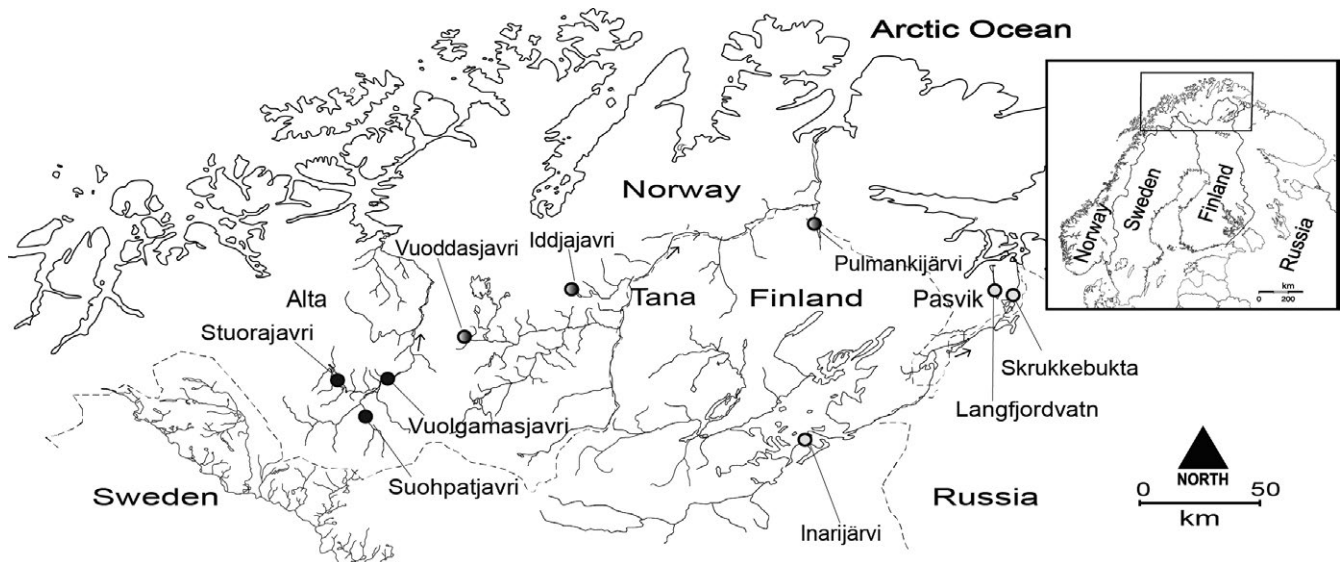 Arctic Ocean
Norway
Vuoddasjavri
Iddjajavri
Pulmankijärvi
Alta
Tana
Finland
Pasvik
Stuorajavri
Skrukkebukta
Langfjordvatn
Vuolgamasjavri
Suohpatjavri
Sweden
Inarijärvi
Russia
NORTH
0 50
km
Norway
Sweden
Finland
Russia
km
0 200